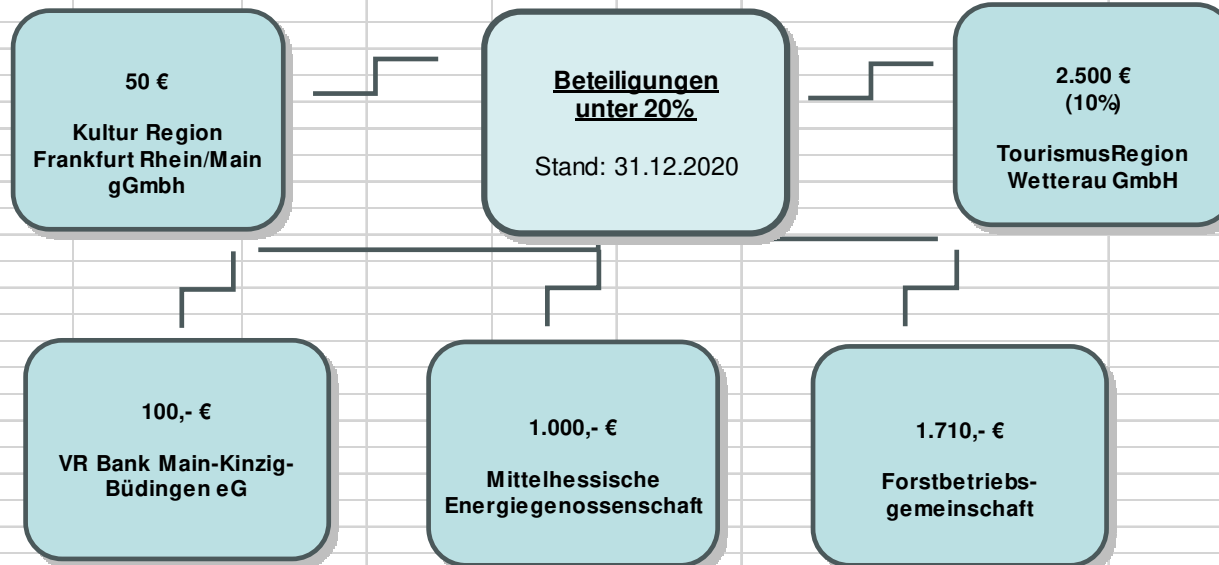 50 €
Kultur Region
Frankfurt Rhein/Main
gGmbh
Beteiligungen
unter 20%
Stand: 31.12.2020
2.500 €
(10%)
TourismusRegion
Wetterau GmbH
100,- €
VR Bank Main-Kinzig-
Büdingen eG
1.000,- €
Mittelhessische
Energiegenossenschaft
1.710,- €
Forstbetriebs-
gemeinschaft